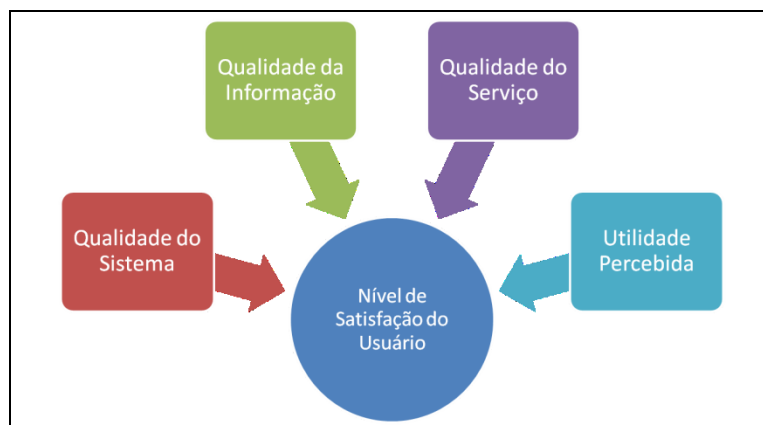 Qualidade da
Informação
Qualidade do
Serviço
Qualidade do
Sistema
Utilidade
Percebida
Nível de
Satisfação do
Usuário